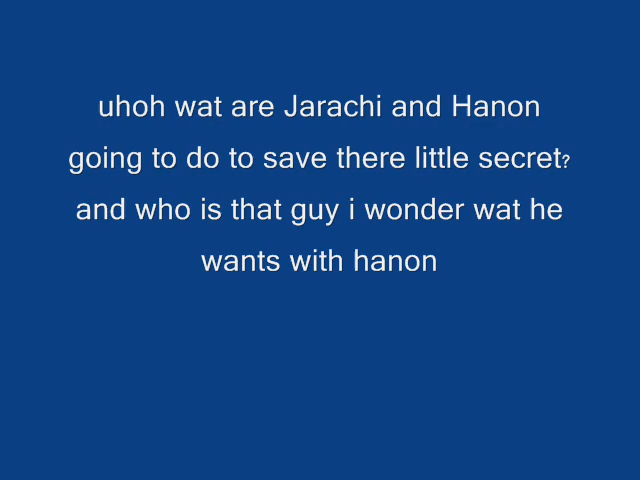 uhoh wat are Jarachi and Hanon
going to do to save there little secret?
and who is that guy i wonder wat he
wants with hanon